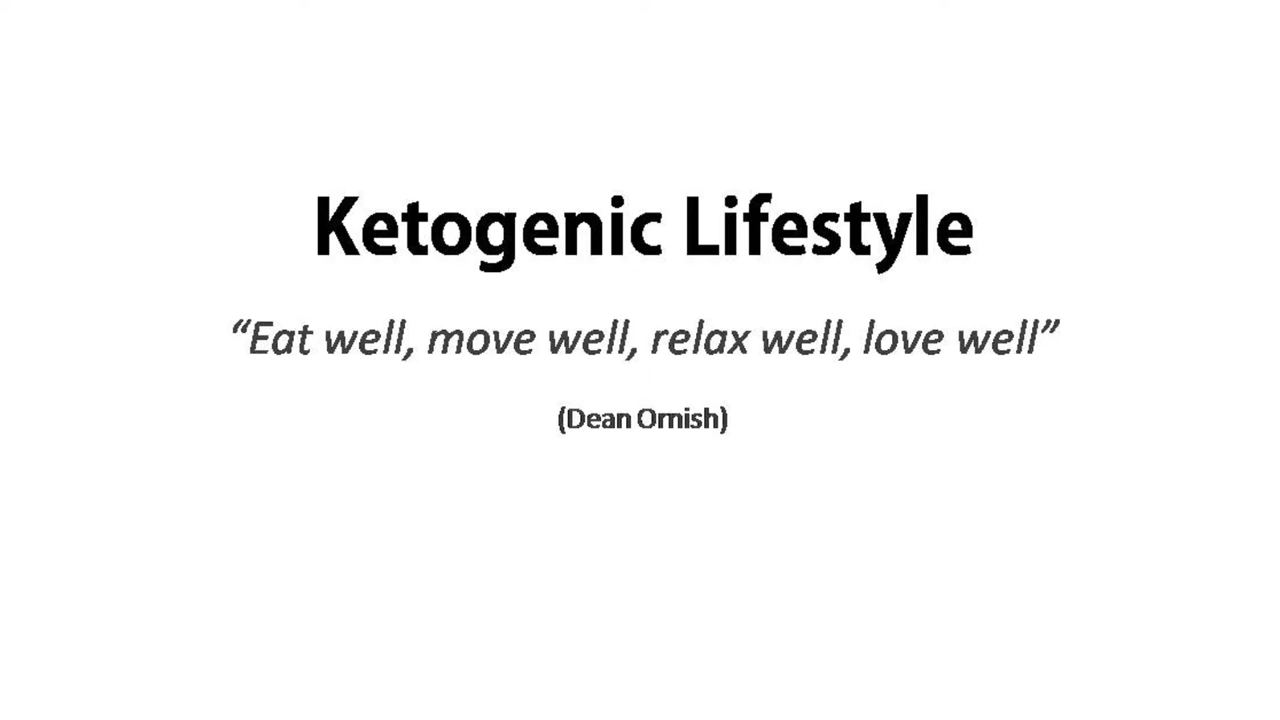 Ketogenic Lifestyle
“Eat well, move well, relax well, love well”
(Dean Ornish)